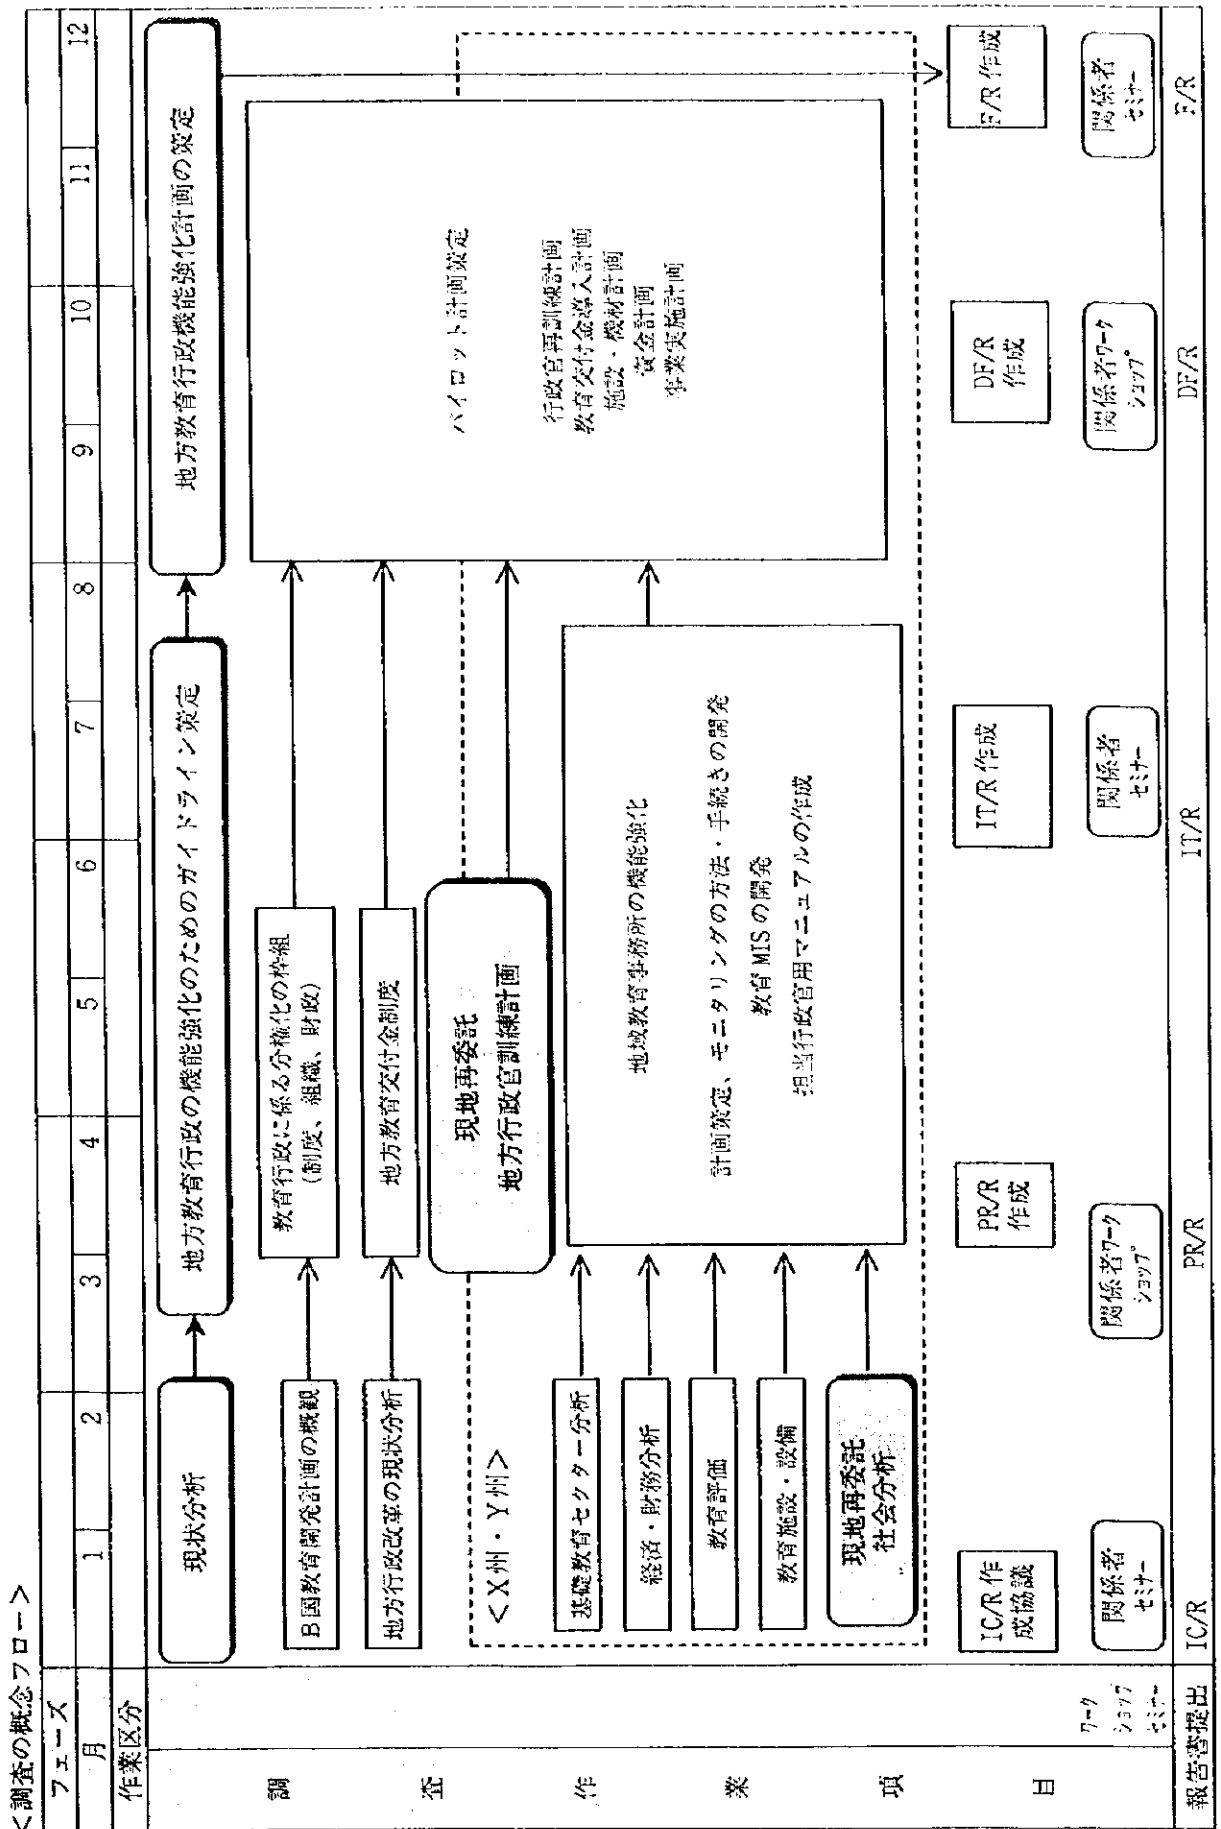 <調査の概念フロー>
フェーズ
月
1
2
3
4
5
6
7
8
9
10
11
12
作業区分
現状分析
地方教育行政の機能強化のためのガイドライン策定
地方教育行政機能強化計画の策定
調査作業項目
B国教育開発計画の概観
教育行政に係る分権化の枠組
(制度、組織、財政)
地方行政改革の現状分析
地方教育交付金制度
現地再委託
地方行政官訓練計画
<X州・Y州>
基礎教育セクター分析
経済・財務分析
教育評価
教育施設・設備
現地再委託
社会分析
地域教育事務所の機能強化
計画策定、モニタリングの方法・手続きの開発
教育MISの開発
担当行政官用マニュアルの作成
パイロット計画策定
行政官再訓練計画
教育交付金導入計画
施設・機材計画
資金計画
事業実施計画
IC/R作
成協議
PR/R
作成
IT/R作成
DF/R
作成
F/R作成
ワーク
ショップ
セミナー
関係者
セミナー
関係者ワーク
ショップ
関係者
セミナー
関係者ワーク
ショップ
関係者
セミナー
報告書提出
IC/R
PR/R
IT/R
DF/R
F/R